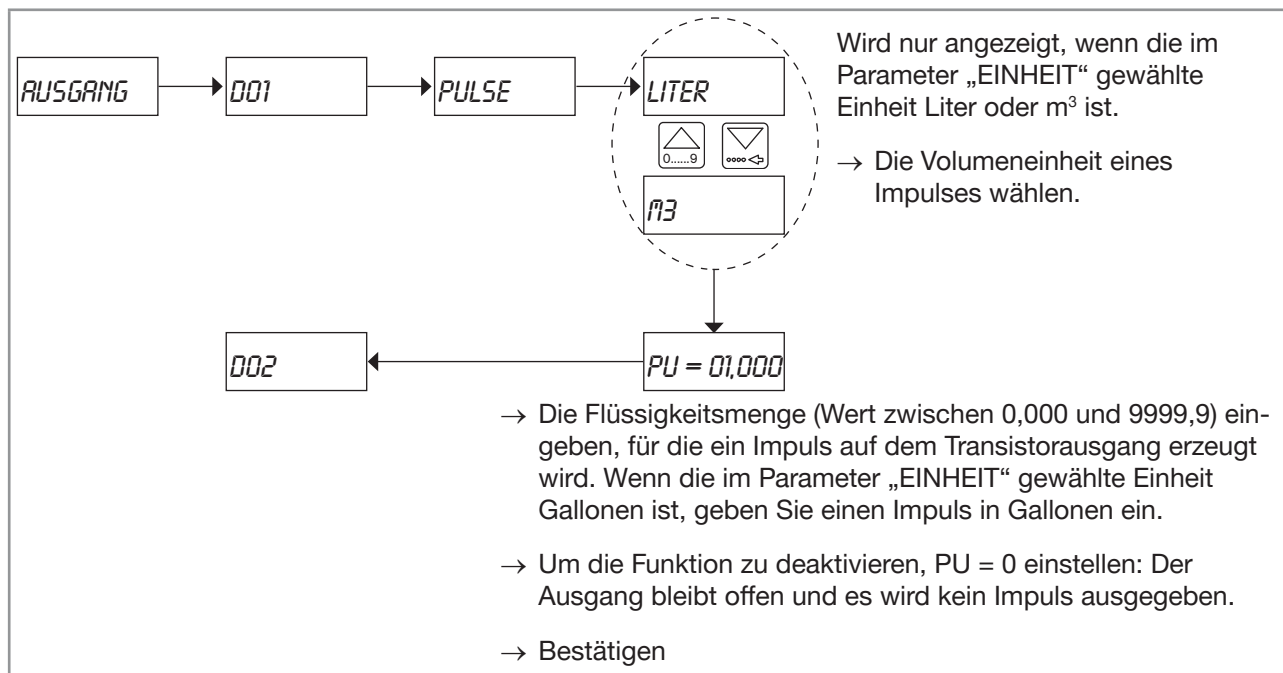 AUSGANG
DO1
PULSE
LITER
0......9
M3
Wird nur angezeigt, wenn die im
Parameter „EINHEIT“ gewählte
Einheit Liter oder m³ ist.
→ Die Volumeneinheit eines
Impulses wählen.
DO2
PU = 01,000
→ Die Flüssigkeitsmenge (Wert zwischen 0,000 und 9999,9) ein-
geben, für die ein Impuls auf dem Transistorausgang erzeugt
wird. Wenn die im Parameter „EINHEIT“ gewählte Einheit
Gallonen ist, geben Sie einen Impuls in Gallonen ein.
→ Um die Funktion zu deaktivieren, PU = 0 einstellen: Der
Ausgang bleibt offen und es wird kein Impuls ausgegeben.
→ Bestätigen